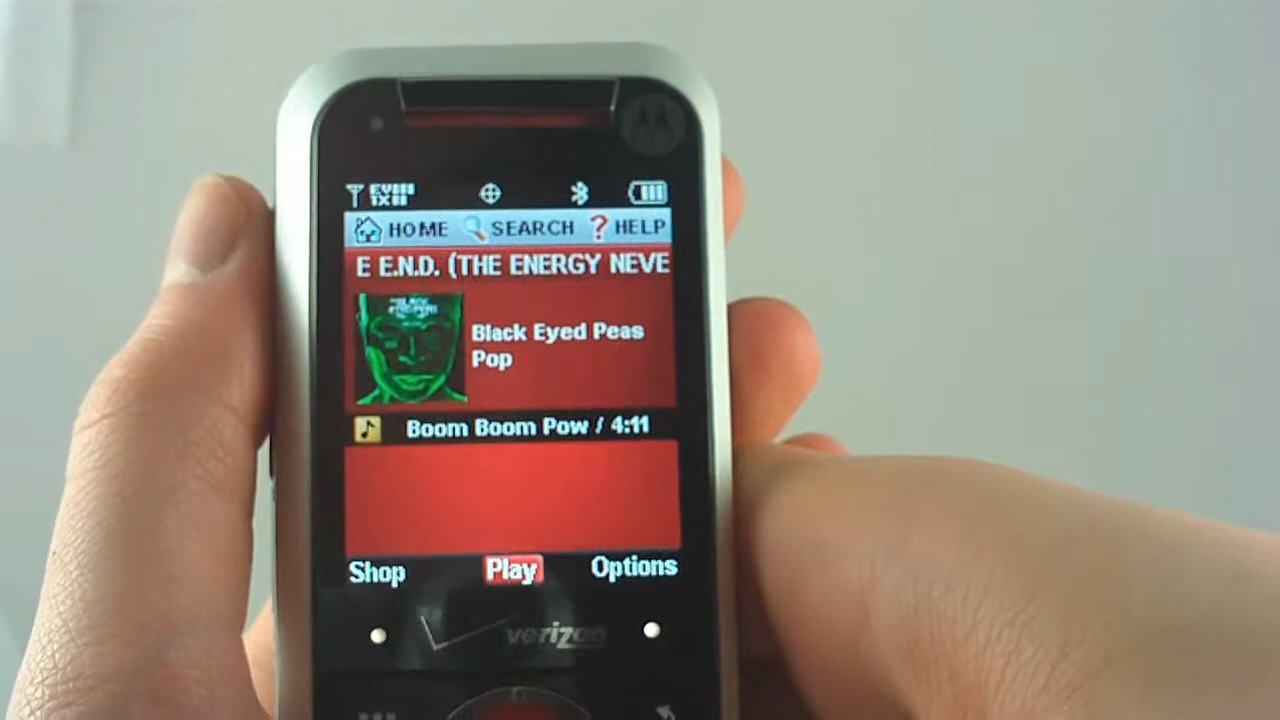 EV
1X
HOME SEARCH ? HELP
E E.N.D. (THE ENERGY NEVE
Black Eyed Peas
Pop
Boom Boom Pow / 4:11
Shop Play Options
verizon